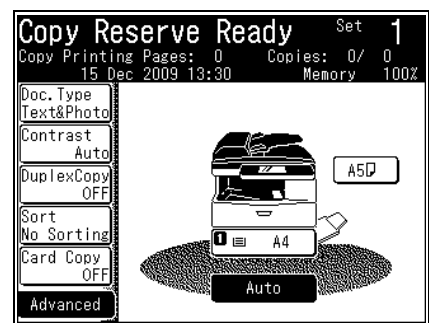 Copy Reserve Ready Set 1
Copy Printing Pages: 0 Copies: 0/ 0
15 Dec 2009 13:30 Memory 100%
Doc.Type
Text&Photo
Contrast
Auto
DuplexCopy
OFF
Sort
No Sorting
Card Copy
OFF
Advanced
A5
1 A4
Auto